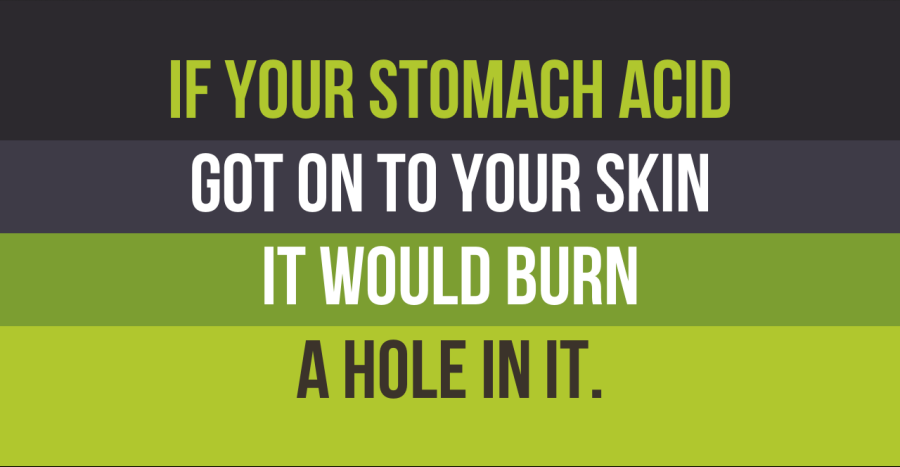 IF YOUR STOMACH ACID
GOT ON TO YOUR SKIN
IT WOULD BURN
A HOLE IN IT.